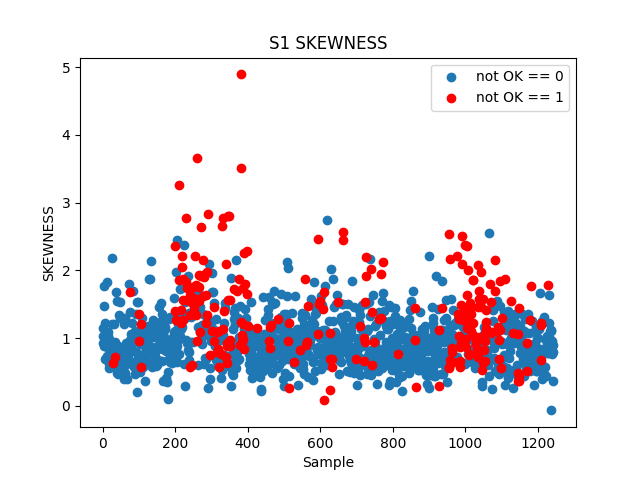 S1 SKEWNESS
not OK == 0
not OK == 1
5
4
3
2
1
0
SKEWNESS
0 200 400 600 800 1000 1200
Sample